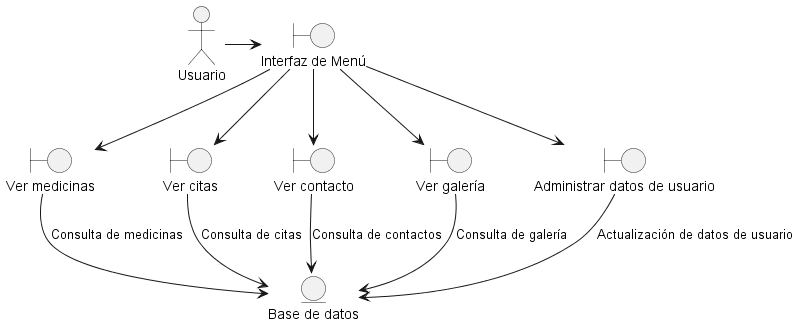 Usuario
Interfaz de Menú
Ver medicinas
Ver citas
Ver contacto
Ver galería
Administrar datos de usuario
Consulta de medicinas
Consulta de citas
Consulta de contactos
Consulta de galería
Actualización de datos de usuario
Base de datos